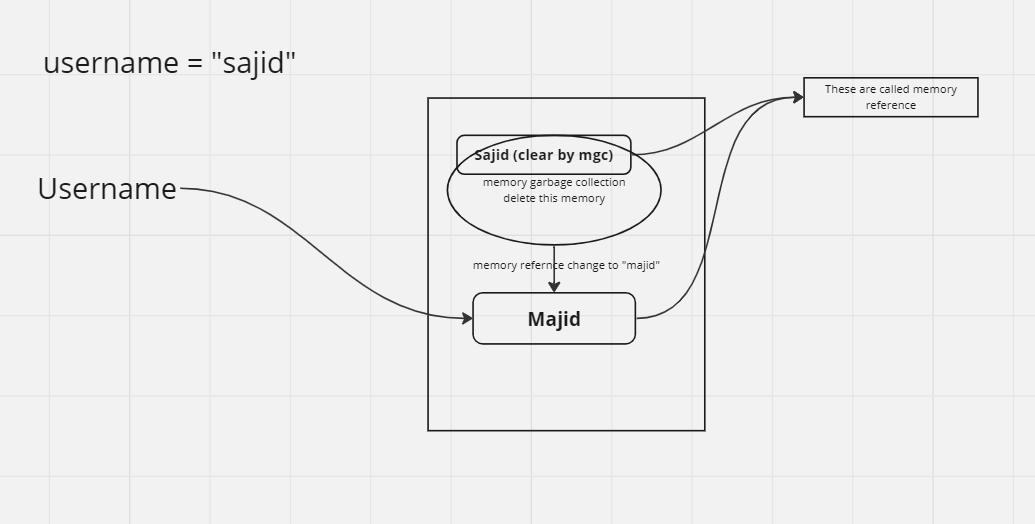 username = "sajid"
These are called memory
reference
Sajid (clear by mgc)
Username
memory garbage collection
delete this memory
memory refernce change to "majid"
Majid